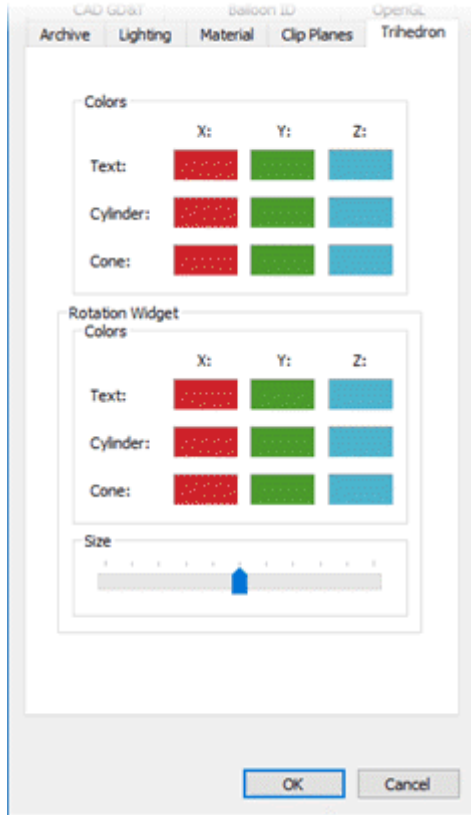 CAD GD&T Balloon ID OpenGL
Archive Lighting Material Clip Planes Trihedron
Colors
X: Y: Z:
Text:
Cylinder:
Cone:
Rotation Widget
Colors
X: Y: Z:
Text:
Cylinder:
Cone:
Size
OK Cancel